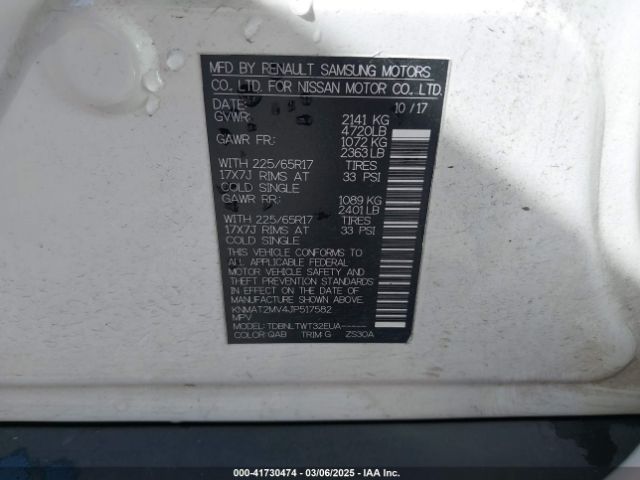 MFD BY RENAULT SAMSUNG MOTORS
CO. LTD. FOR NISSAN MOTOR CO. LTD.
DATE: 10/17
GVWR: 2141 KG
4720LB
GAWR FR: 1072 KG
2363LB
WITH 225/65R17 TIRES
17X7J RIMS AT 33 PSI
COLD SINGLE
GAWR RR: 1089 KG
2401LB
WITH 225/65R17 TIRES
17X7J RIMS AT 33 PSI
COLD SINGLE
THIS VEHICLE CONFORMS TO
ALL APPLICABLE FEDERAL
MOTOR VEHICLE SAFETY AND
THEFT PREVENTION STANDARDS
IN EFFECT ON THE DATE OF
MANUFACTURE SHOWN ABOVE.
KNMAT2MV4JP517582
MPV
MODEL: TDBNLTWT32EUA-----
COLOR: QAB TRIM G ZS30A
000-41730474 - 03/06/2025 - IAA Inc.